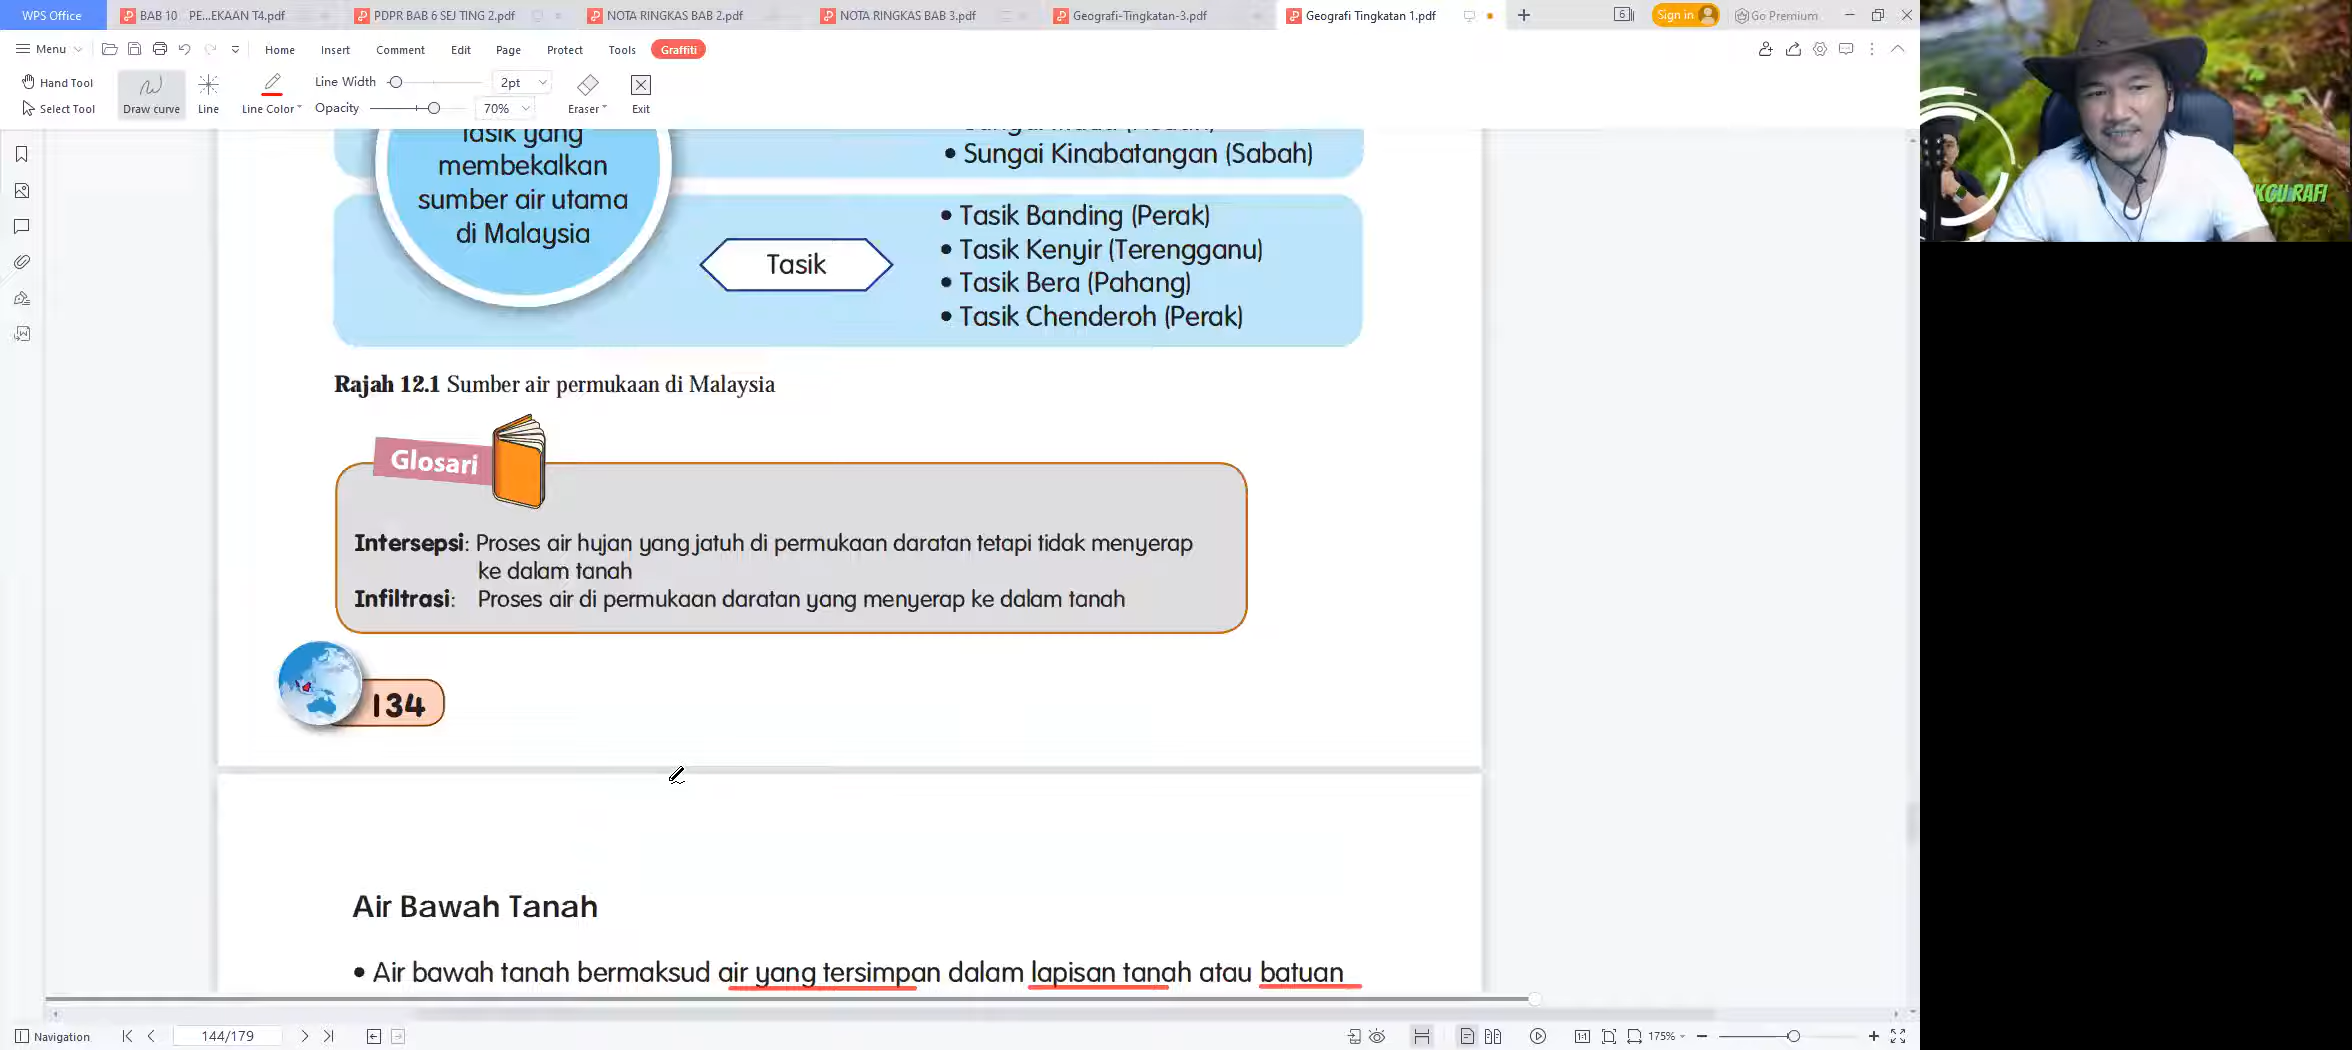 WPS Office
BAB 10 PE...EKAAN T4.pdf
PDPR BAB 6 SEJ TING 2.pdf
NOTA RINGKAS BAB 2.pdf
NOTA RINGKAS BAB 3.pdf
Geografi-Tingkatan-3.pdf
Geografi Tingkatan 1.pdf
6
Sign in
Go Premium
Menu
Home
Insert
Comment
Edit
Page
Protect
Tools
Graffiti
Hand Tool
Select Tool
Draw curve
Line
Line Color
Line Width
2pt
Opacity
70%
Eraser
Exit
Tasik yang
membekalkan
sumber air utama
di Malaysia
• Sungai Kinabatangan (Sabah)
Tasik
• Tasik Banding (Perak)
• Tasik Kenyir (Terengganu)
• Tasik Bera (Pahang)
• Tasik Chenderoh (Perak)
Rajah 12.1 Sumber air permukaan di Malaysia
Glosari
Intersepsi: Proses air hujan yang jatuh di permukaan daratan tetapi tidak menyerap
ke dalam tanah
Infiltrasi: Proses air di permukaan daratan yang menyerap ke dalam tanah
134
Air Bawah Tanah
• Air bawah tanah bermaksud air yang tersimpan dalam lapisan tanah atau batuan
Navigation
144/179
1:1
175%
KGU RAFI